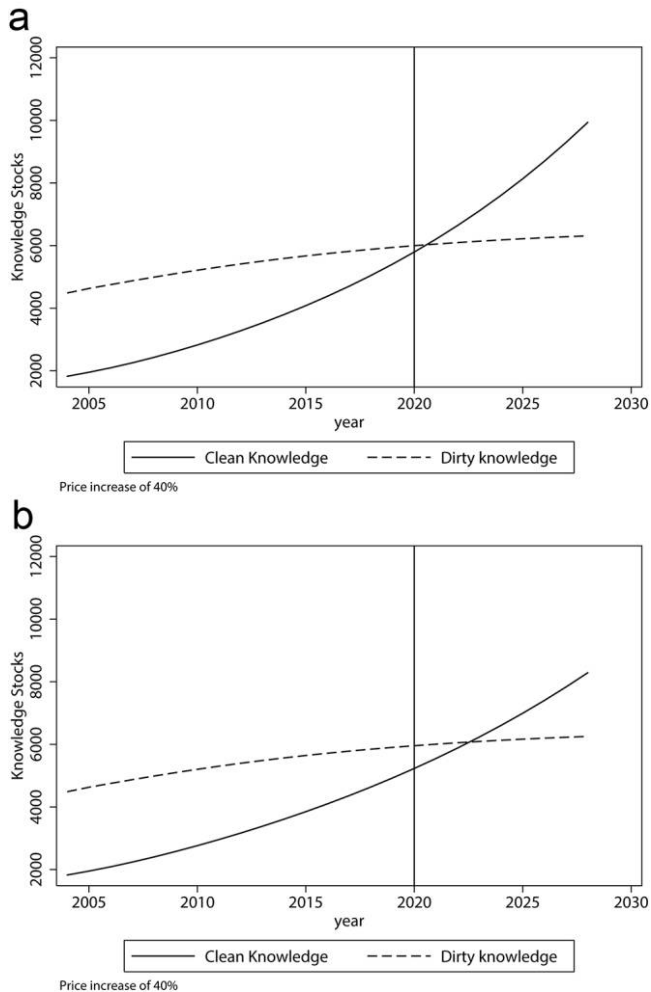 a
12000
10000
8000
6000
4000
2000
Knowledge Stocks
2005 2010 2015 2020 2025 2030
year
Clean Knowledge Dirty knowledge
Price increase of 40%
b
12000
10000
8000
6000
4000
2000
Knowledge Stocks
2005 2010 2015 2020 2025 2030
year
Clean Knowledge Dirty knowledge
Price increase of 40%